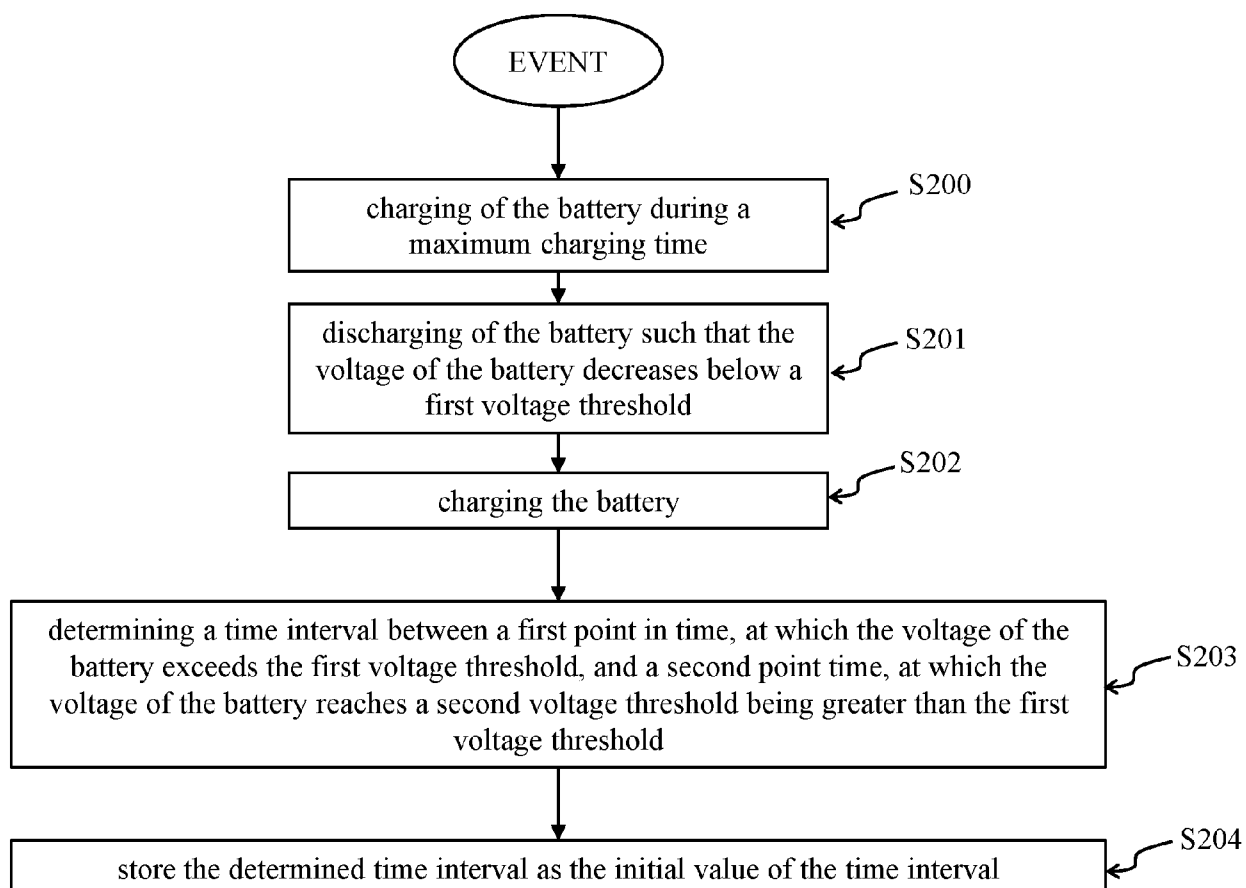 EVENT
S200
charging of the battery during a
maximum charging time
S201
discharging of the battery such that the
voltage of the battery decreases below a
first voltage threshold
S202
charging the battery
determining a time interval between a first point in time, at which the voltage of the
battery exceeds the first voltage threshold, and a second point time, at which the
voltage of the battery reaches a second voltage threshold being greater than the first
voltage threshold
S203
S204
store the determined time interval as the initial value of the time interval